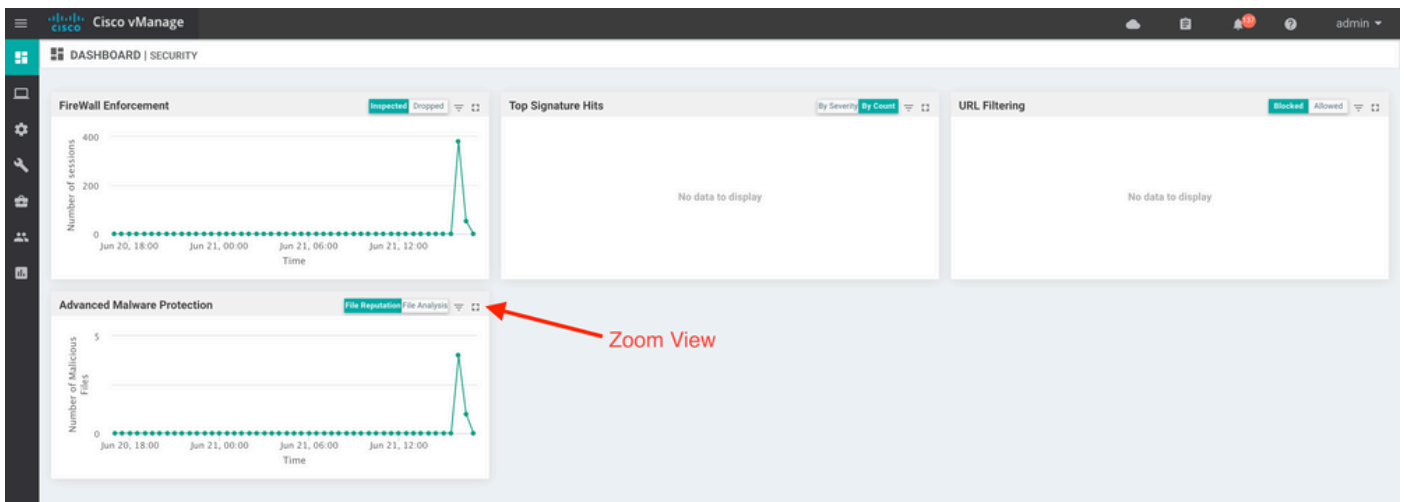 cisco Cisco vManage 137 admin
DASHBOARD | SECURITY
FireWall Enforcement Inspected Dropped
Number of sessions
400
200
0
Jun 20, 18:00 Jun 21, 00:00 Jun 21, 06:00 Jun 21, 12:00
Time
Top Signature Hits By Severity By Count
No data to display
URL Filtering Blocked Allowed
No data to display
Advanced Malware Protection File Reputation File Analysis
Number of Malicious
Files
5
0
Jun 20, 18:00 Jun 21, 00:00 Jun 21, 06:00 Jun 21, 12:00
Time
Zoom View